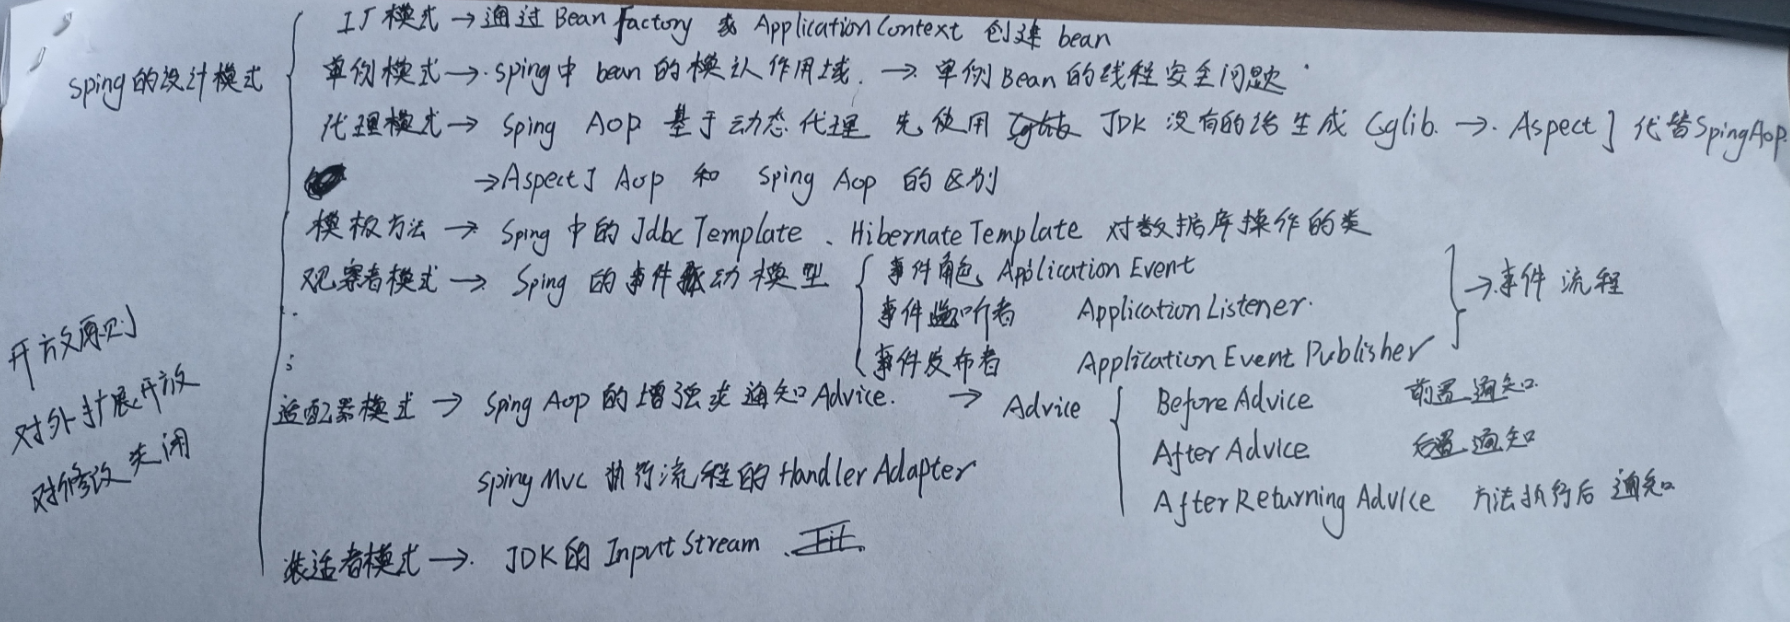 sping的设计模式
工厂模式 → 通过 Bean Factory 或 Application Context 创建 bean
单例模式 → sping中 bean 的模认作用域. → 单例Bean的线程安全问题
代理模式 → Sping Aop 基于动态代理 先使用 JDK 没有的话生成 Cglib. → Aspect J 代替SpingAop
→ Aspect J Aop 和 Sping Aop 的区别
模板方法 → Sping 中的 Jdbc Template 、Hibernate Template 对数据库操作的类
观察者模式 → Sping 的事件驱动模型
事件角色 Application Event
事件监听者 Application Listener.
事件发布者 Application Event Publisher
→ 事件流程
适配器模式 → Sping Aop 的增强或通知 Advice. → Advice
Before Advice 前置通知
After Advice 后置通知
After Returning Advice 方法执行后通知
sping Mvc 执行流程的 Handler Adapter
装适者模式 → JDK的 Input Stream 、
开放原则
对外扩展开放
对修改关闭